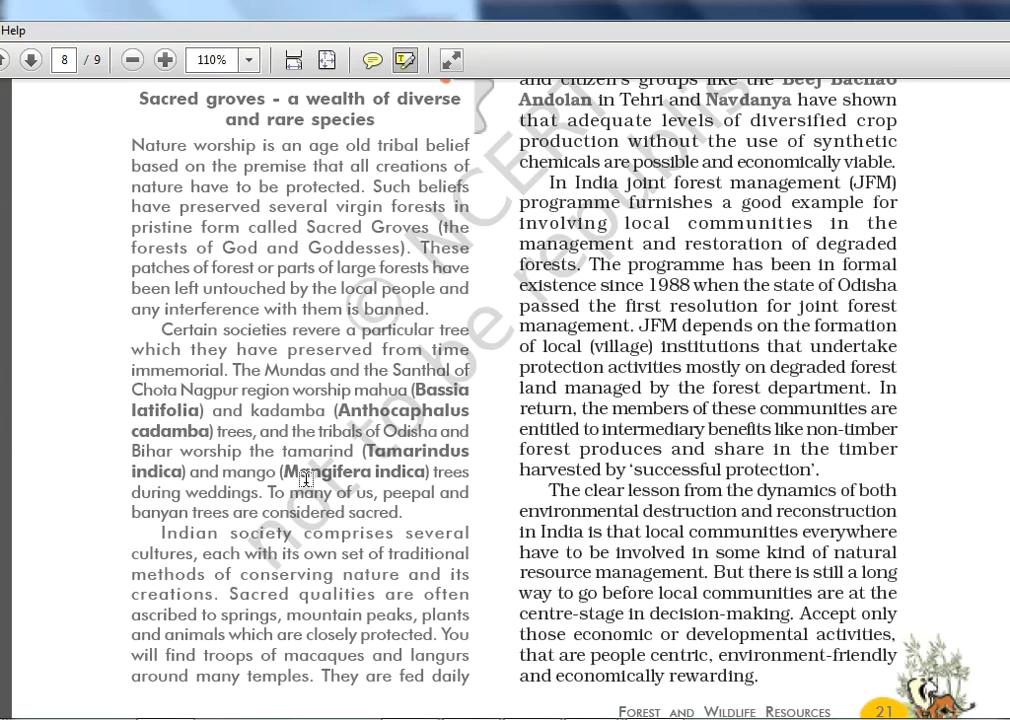 Help
8 / 9
110%
Sacred groves - a wealth of diverse
and rare species
Nature worship is an age old tribal belief
based on the premise that all creations of
nature have to be protected. Such beliefs
have preserved several virgin forests in
pristine form called Sacred Groves (the
forests of God and Goddesses). These
patches of forest or parts of large forests have
been left untouched by the local people and
any interference with them is banned.
Certain societies revere a particular tree
which they have preserved from time
immemorial. The Mundas and the Santhal of
Chota Nagpur region worship mahua (Bassia
latifolia) and kadamba (Anthocaphalus
cadamba) trees, and the tribals of Odisha and
Bihar worship the tamarind (Tamarindus
indica) and mango (Mangifera indica) trees
during weddings. To many of us, peepal and
banyan trees are considered sacred.
Indian society comprises several
cultures, each with its own set of traditional
methods of conserving nature and its
creations. Sacred qualities are often
ascribed to springs, mountain peaks, plants
and animals which are closely protected. You
will find troops of macaques and langurs
around many temples. They are fed daily
and citizen's groups like the Beej Bachao
Andolan in Tehri and Navdanya have shown
that adequate levels of diversified crop
production without the use of synthetic
chemicals are possible and economically viable.
In India joint forest management (JFM)
programme furnishes a good example for
involving local communities in the
management and restoration of degraded
forests. The programme has been in formal
existence since 1988 when the state of Odisha
passed the first resolution for joint forest
management. JFM depends on the formation
of local (village) institutions that undertake
protection activities mostly on degraded forest
land managed by the forest department. In
return, the members of these communities are
entitled to intermediary benefits like non-timber
forest produces and share in the timber
harvested by 'successful protection'.
The clear lesson from the dynamics of both
environmental destruction and reconstruction
in India is that local communities everywhere
have to be involved in some kind of natural
resource management. But there is still a long
way to go before local communities are at the
centre-stage in decision-making. Accept only
those economic or developmental activities,
that are people centric, environment-friendly
and economically rewarding.
FOREST AND WILDLIFE RESOURCES 21
© NCERT
not to be republis